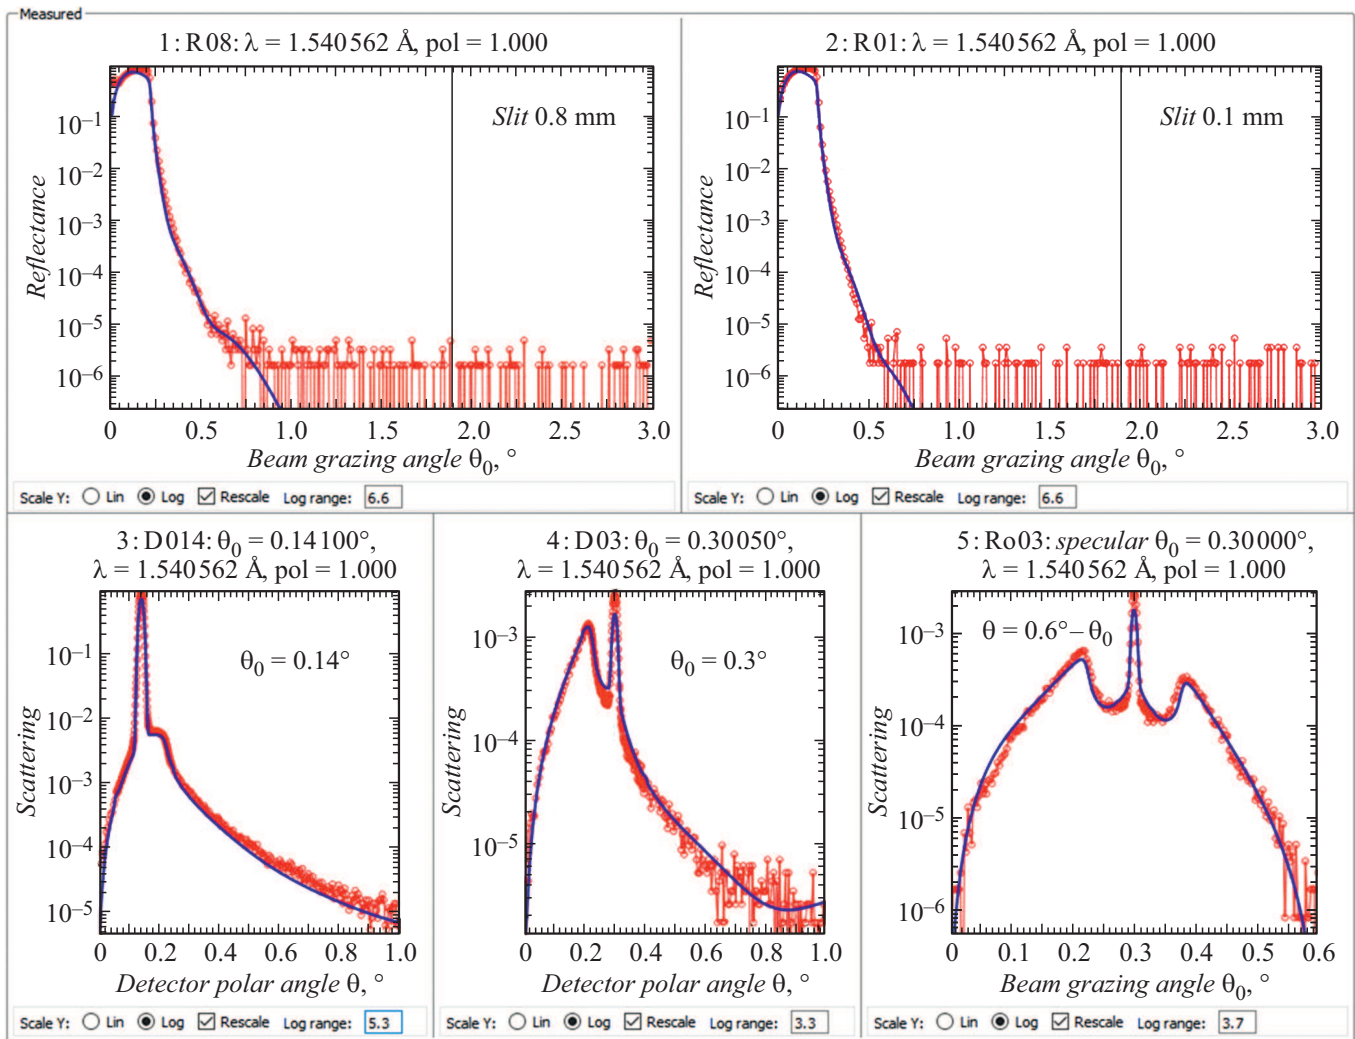 Measured
1: R08: λ = 1.540562 Å, pol = 1.000
Slit 0.8 mm
Reflectance
10⁻¹
10⁻²
10⁻³
10⁻⁴
10⁻⁵
10⁻⁶
0 0.5 1.0 1.5 2.0 2.5 3.0
Beam grazing angle θ₀, °
Scale Y: Lin Log Rescale Log range: 6.6
2: R01: λ = 1.540562 Å, pol = 1.000
Slit 0.1 mm
Reflectance
10⁻¹
10⁻²
10⁻³
10⁻⁴
10⁻⁵
10⁻⁶
0 0.5 1.0 1.5 2.0 2.5 3.0
Beam grazing angle θ₀, °
Scale Y: Lin Log Rescale Log range: 6.6
3: D014: θ₀ = 0.14100°,
λ = 1.540562 Å, pol = 1.000
θ₀ = 0.14°
Scattering
10⁻¹
10⁻²
10⁻³
10⁻⁴
10⁻⁵
0 0.2 0.4 0.6 0.8 1.0
Detector polar angle θ, °
Scale Y: Lin Log Rescale Log range: 5.3
4: D03: θ₀ = 0.30050°,
λ = 1.540562 Å, pol = 1.000
θ₀ = 0.3°
Scattering
10⁻³
10⁻⁴
10⁻⁵
0 0.2 0.4 0.6 0.8 1.0
Detector polar angle θ, °
Scale Y: Lin Log Rescale Log range: 3.3
5: Ro03: specular θ₀ = 0.30000°,
λ = 1.540562 Å, pol = 1.000
θ = 0.6° – θ₀
Scattering
10⁻³
10⁻⁴
10⁻⁵
10⁻⁶
0 0.1 0.2 0.3 0.4 0.5 0.6
Beam grazing angle θ₀, °
Scale Y: Lin Log Rescale Log range: 3.7